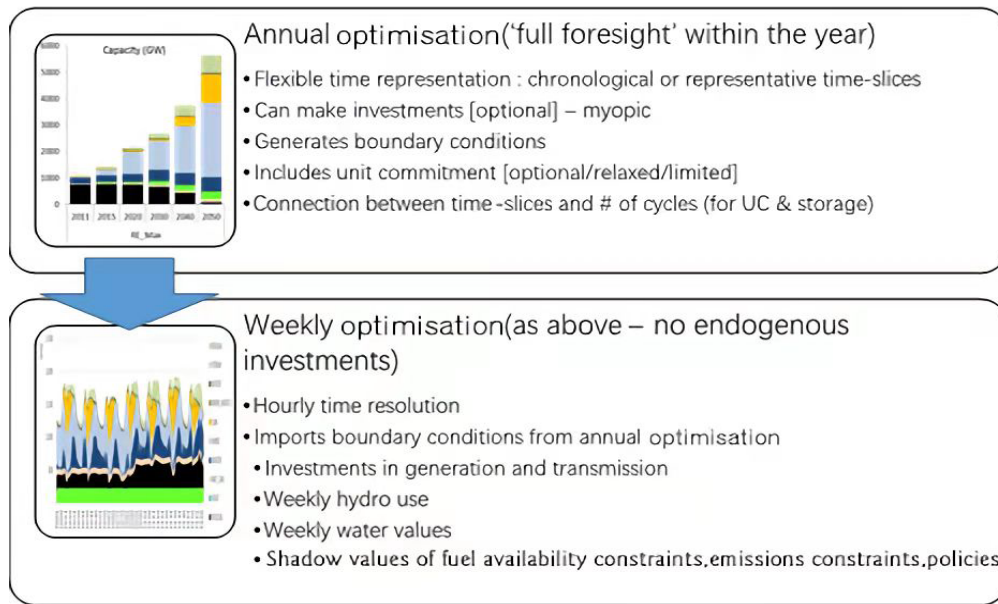 Annual optimisation('full foresight' within the year)
• Flexible time representation : chronological or representative time-slices
• Can make investments [optional] – myopic
• Generates boundary conditions
• Includes unit commitment [optional/relaxed/limited]
• Connection between time-slices and # of cycles (for UC & storage)
Capacity (GW)
6000
5000
4000
3000
2000
1000
0
2011 2015 2020 2030 2040 2050
Weekly optimisation(as above – no endogenous
investments)
• Hourly time resolution
• Imports boundary conditions from annual optimisation
• Investments in generation and transmission
• Weekly hydro use
• Weekly water values
• Shadow values of fuel availability constraints,emissions constraints,policies